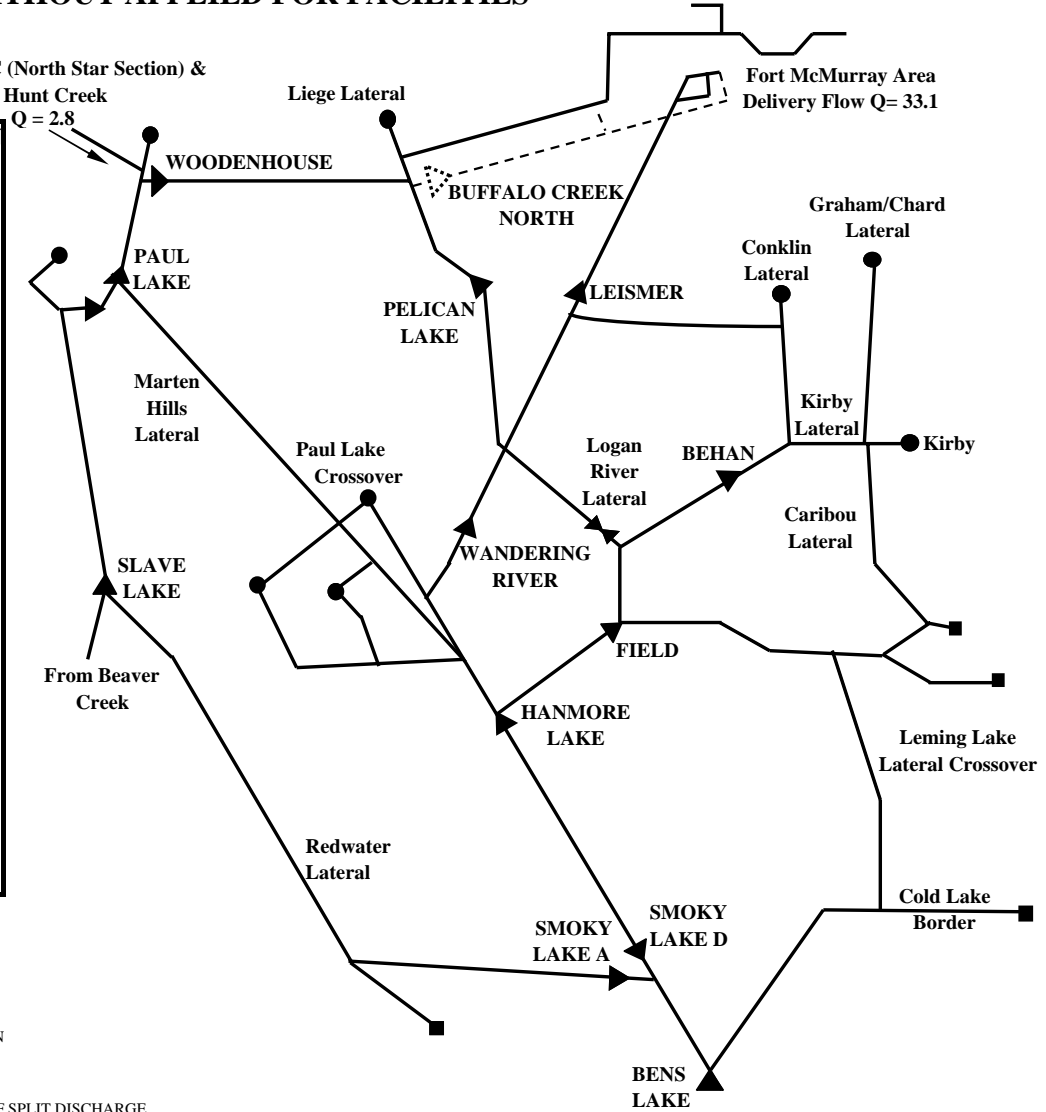 WITHOUT APPLIED FOR FACILITIES
(North Star Section) &
Hunt Creek
Q = 2.8
Liege Lateral
Fort McMurray Area
Delivery Flow Q= 33.1
WOODENHOUSE
BUFFALO CREEK
NORTH
Graham/Chard
Lateral
Conklin
Lateral
PAUL
LAKE
LEISMER
PELICAN
LAKE
Marten
Hills
Lateral
Kirby
Lateral
Paul Lake
Crossover
Logan
River
Lateral
BEHAN
Kirby
Caribou
Lateral
WANDERING
RIVER
SLAVE
LAKE
FIELD
From Beaver
Creek
HANMORE
LAKE
Leming Lake
Lateral Crossover
Redwater
Lateral
Cold Lake
Border
SMOKY
LAKE D
SMOKY
LAKE A
N
BENS
LAKE
F SPLIT DISCHARGE